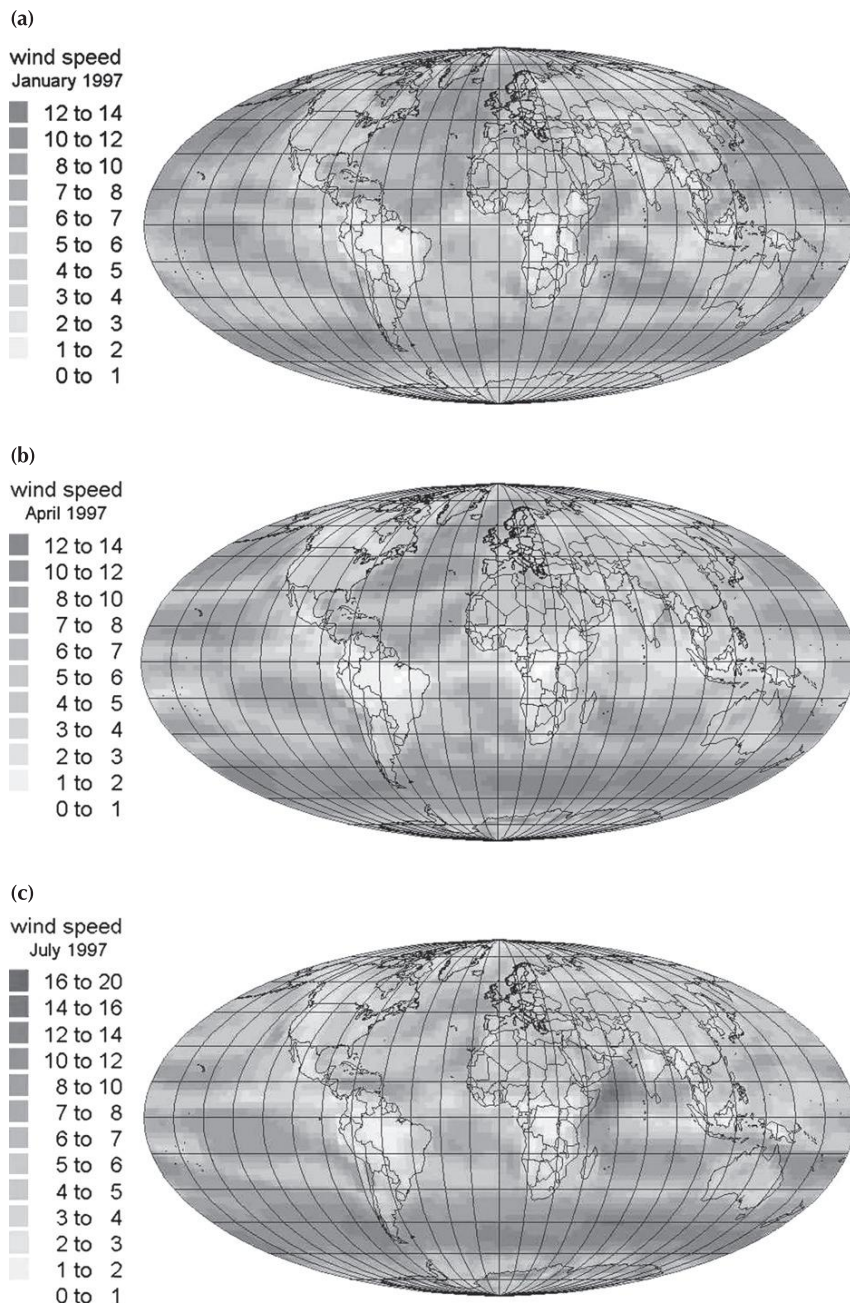 (a)
wind speed
January 1997
12 to 14
10 to 12
8 to 10
7 to 8
6 to 7
5 to 6
4 to 5
3 to 4
2 to 3
1 to 2
0 to 1
(b)
wind speed
April 1997
12 to 14
10 to 12
8 to 10
7 to 8
6 to 7
5 to 6
4 to 5
3 to 4
2 to 3
1 to 2
0 to 1
(c)
wind speed
July 1997
16 to 20
14 to 16
12 to 14
10 to 12
8 to 10
7 to 8
6 to 7
5 to 6
4 to 5
3 to 4
2 to 3
1 to 2
0 to 1